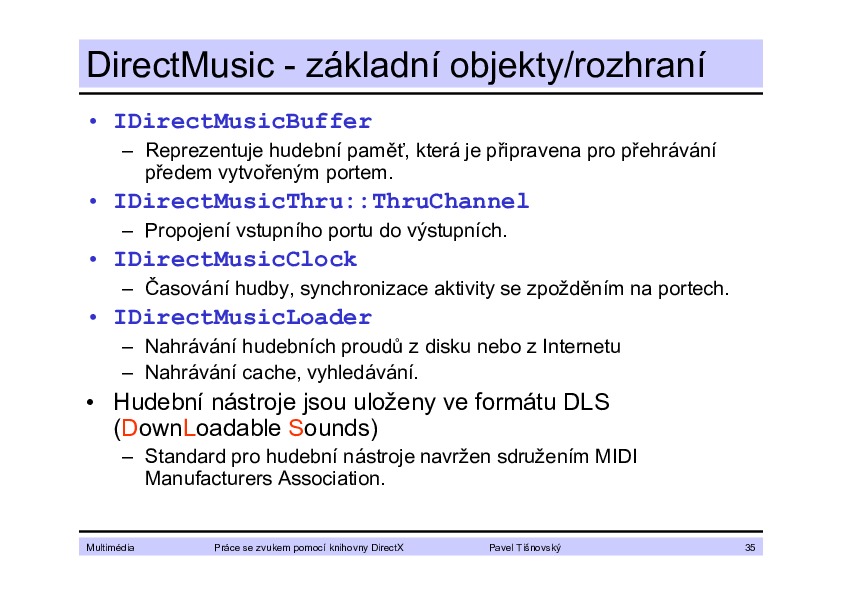 DirectMusic - základní objekty/rozhraní
• IDirectMusicBuffer
– Reprezentuje hudební paměť, která je připravena pro přehrávání
předem vytvořeným portem.
• IDirectMusicThru::ThruChannel
– Propojení vstupního portu do výstupních.
• IDirectMusicClock
– Časování hudby, synchronizace aktivity se zpožděním na portech.
• IDirectMusicLoader
– Nahrávání hudebních proudů z disku nebo z Internetu
– Nahrávání cache, vyhledávání.
• Hudební nástroje jsou uloženy ve formátu DLS
(DownLoadable Sounds)
– Standard pro hudební nástroje navržen sdružením MIDI
Manufacturers Association.
Multimédia Práce se zvukem pomocí knihovny DirectX Pavel Tišnovský 35